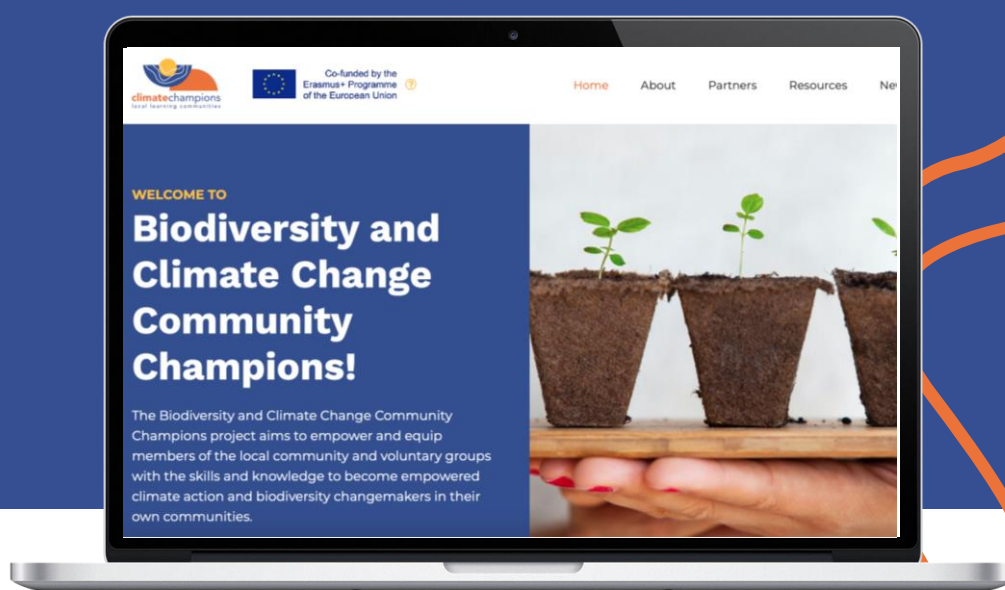 climatechampions
local learning communities
Co-funded by the
Erasmus+ Programme
of the European Union
?
Home About Partners Resources
WELCOME TO
Biodiversity and
Climate Change
Community
Champions!
The Biodiversity and Climate Change Community
Champions project aims to empower and equip
members of the local community and voluntary groups
with the skills and knowledge to become empowered
climate action and biodiversity changemakers in their
own communities.